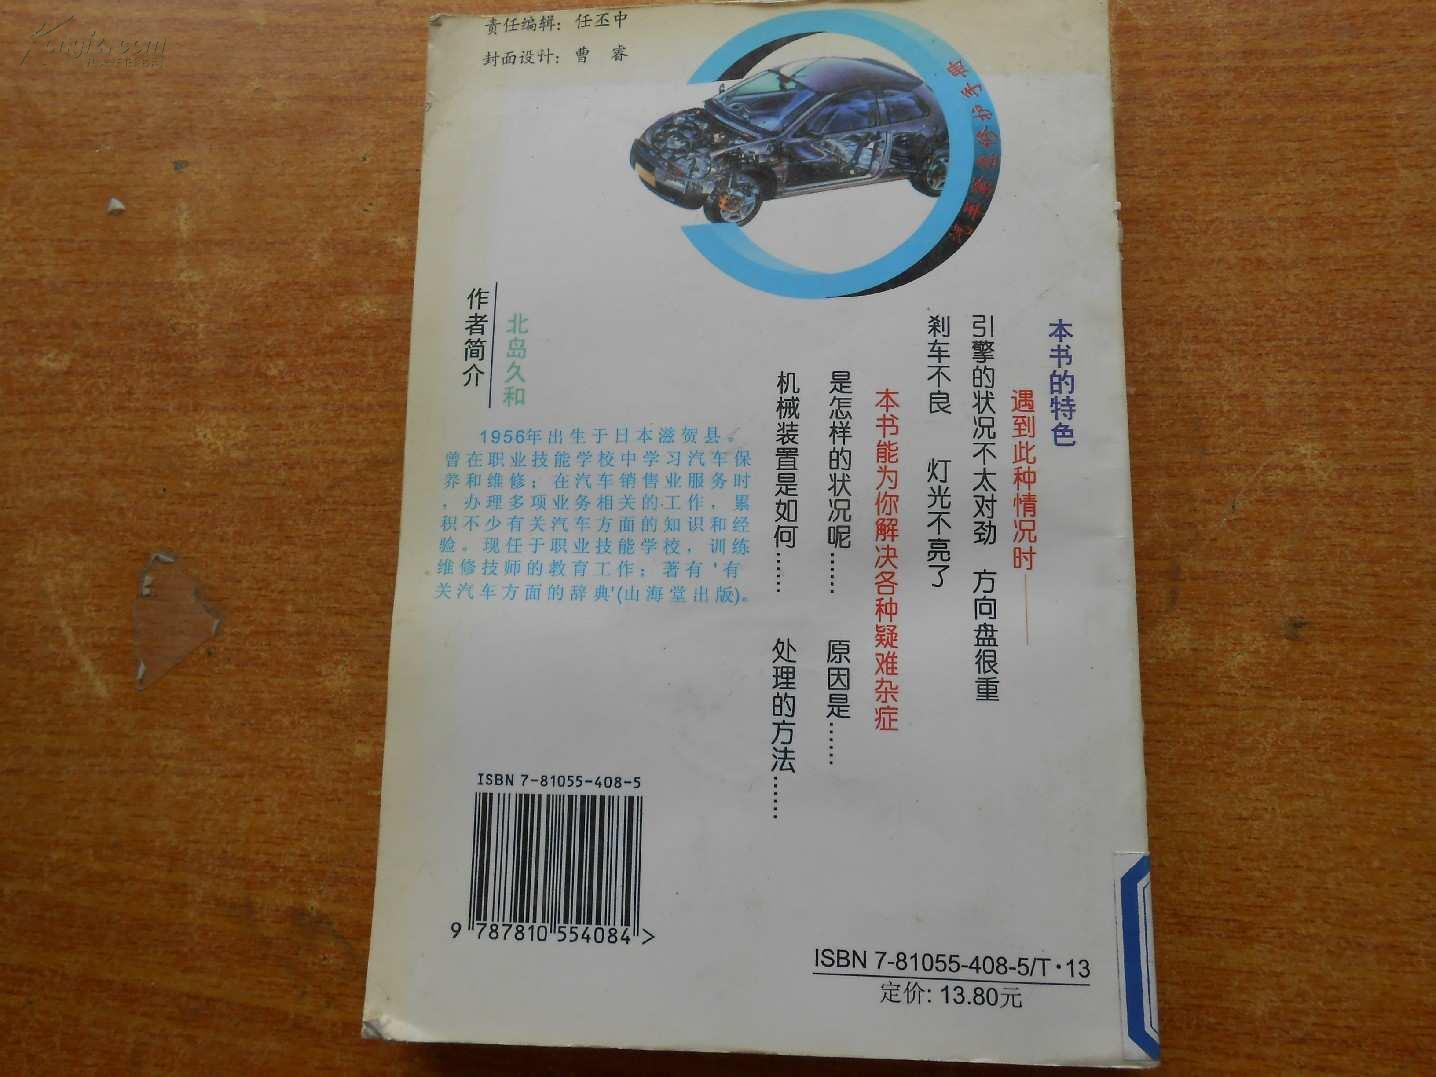 责任编辑：任丕中
封面设计：曹 睿
汽车家庭修护手册
本书的特色
遇到此种情况时——
引擎的状况不太对劲 方向盘很重
刹车不良 灯光不亮了
本书能为你解决各种疑难杂症
是怎样的状况呢…… 原因是……
机械装置是如何…… 处理的方法……
作者简介
北岛久和
1956年出生于日本滋贺县。
曾在职业技能学校中学习汽车保
养和维修；在汽车销售业服务时
，办理多项业务相关的工作，累
积不少有关汽车方面的知识和经
验。现任于职业技能学校，训练
维修技师的教育工作；著有'有
关汽车方面的辞典'(山海堂出版)。
ISBN 7-81055-408-5
9 787810 554084 >
ISBN 7-81055-408-5/T·13
定价: 13.80元